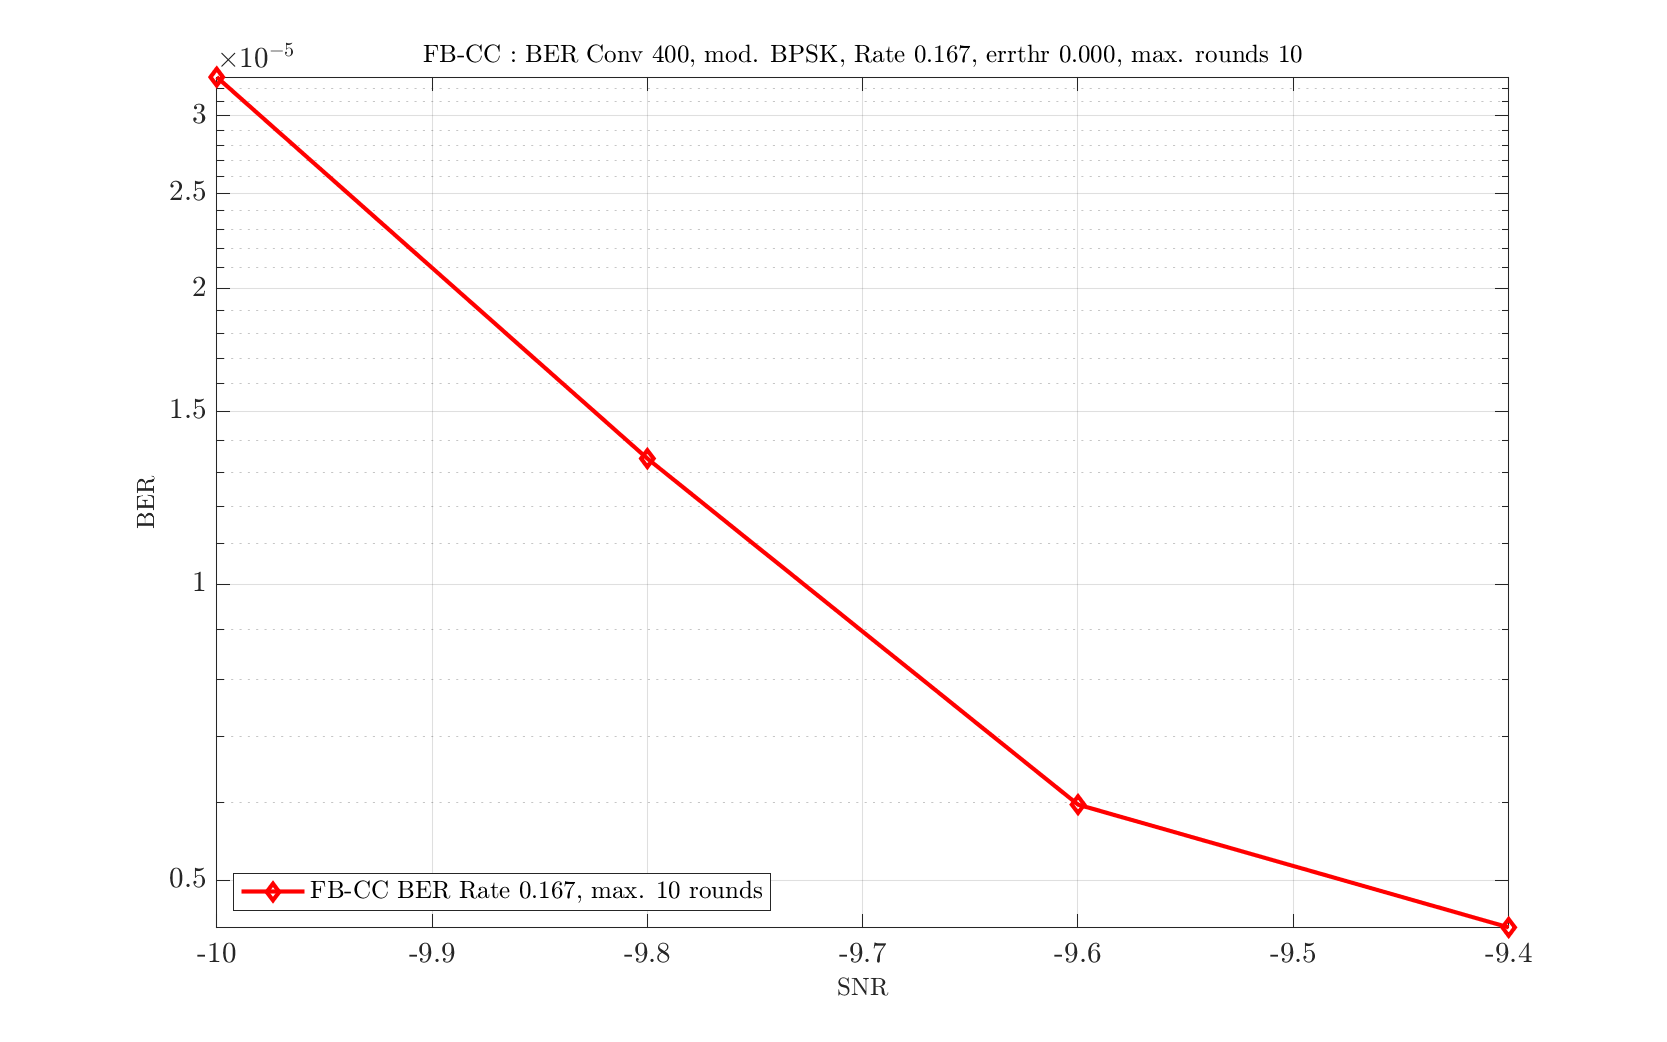 ×10⁻⁵
FB-CC : BER Conv 400, mod. BPSK, Rate 0.167, errthr 0.000, max. rounds 10
3
2.5
2
1.5
1
0.5
BER
FB-CC BER Rate 0.167, max. 10 rounds
-10 -9.9 -9.8 -9.7 -9.6 -9.5 -9.4
SNR